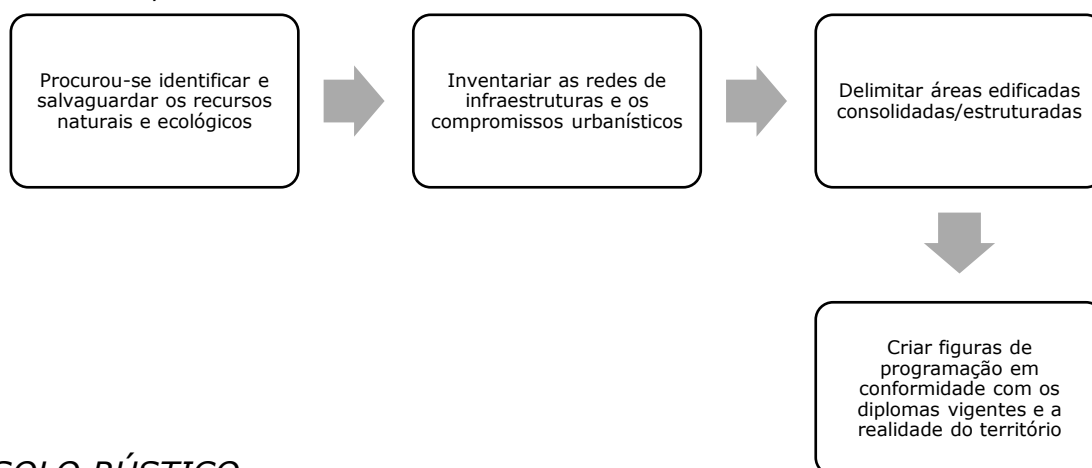 Procurou-se identificar e
salvaguardar os recursos
naturais e ecológicos
Inventariar as redes de
infraestruturas e os
compromissos urbanísticos
Delimitar áreas edificadas
consolidadas/estruturadas
Criar figuras de
programação em
conformidade com os
diplomas vigentes e a
realidade do território
SOLO RÚSTICO